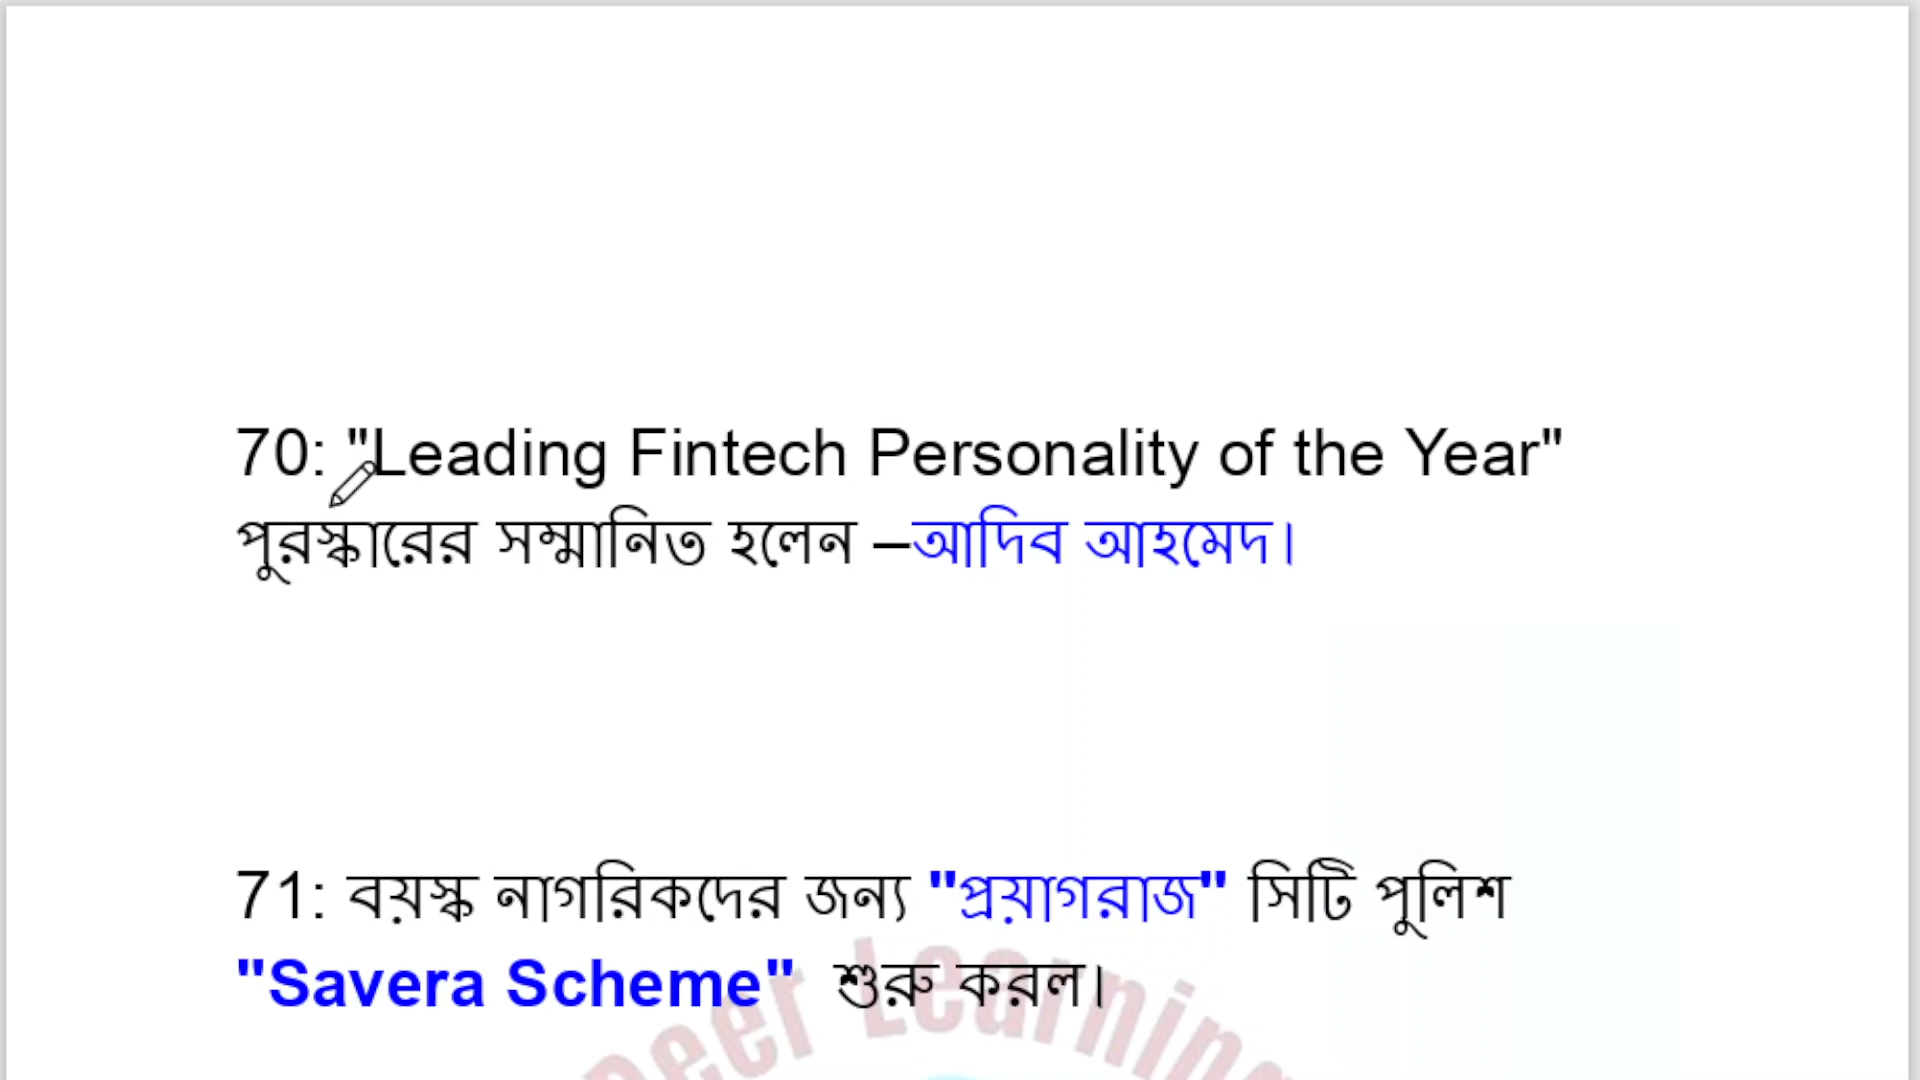 70: "Leading Fintech Personality of the Year"
পুরস্কারের সম্মানিত হলেন –আদিব আহমেদ।
71: বয়স্ক নাগরিকদের জন্য "প্রয়াগরাজ" সিটি পুলিশ
"Savera Scheme" শুরু করল।
Learning